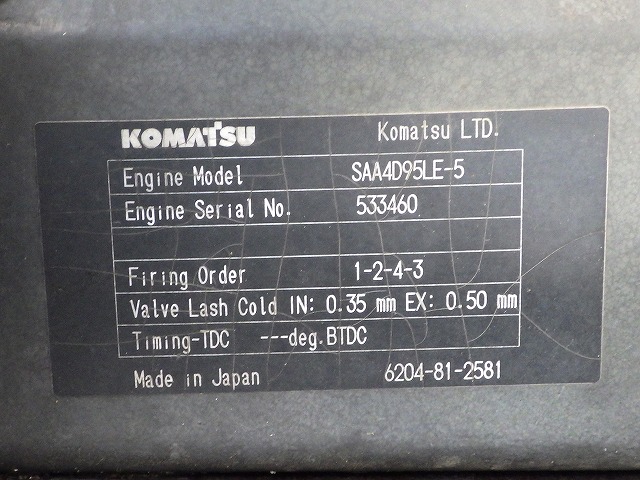 KOMATSU Komatsu LTD.
Engine Model SAA4D95LE-5
Engine Serial No. 533460
Firing Order 1-2-4-3
Valve Lash Cold IN: 0.35 mm EX: 0.50 mm
Timing-TDC ---deg.BTDC
Made in Japan 6204-81-2581